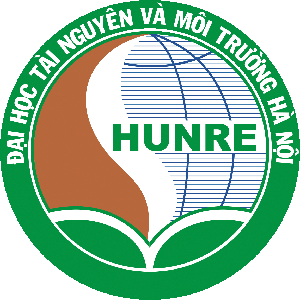 ĐẠI HỌC TÀI NGUYÊN VÀ MÔI TRƯỜNG HÀ NỘI
HUNRE